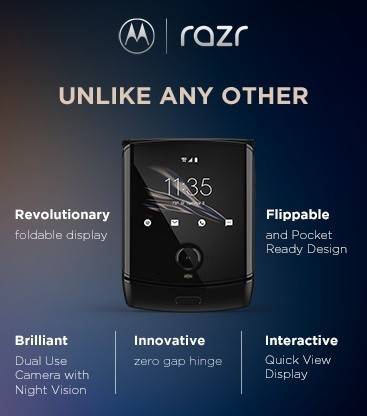 razr
UNLIKE ANY OTHER
11:35
Revolutionary
foldable display
Flippable
and Pocket
Ready Design
Brilliant
Dual Use
Camera with
Night Vision
Innovative
zero gap hinge
Interactive
Quick View
Display